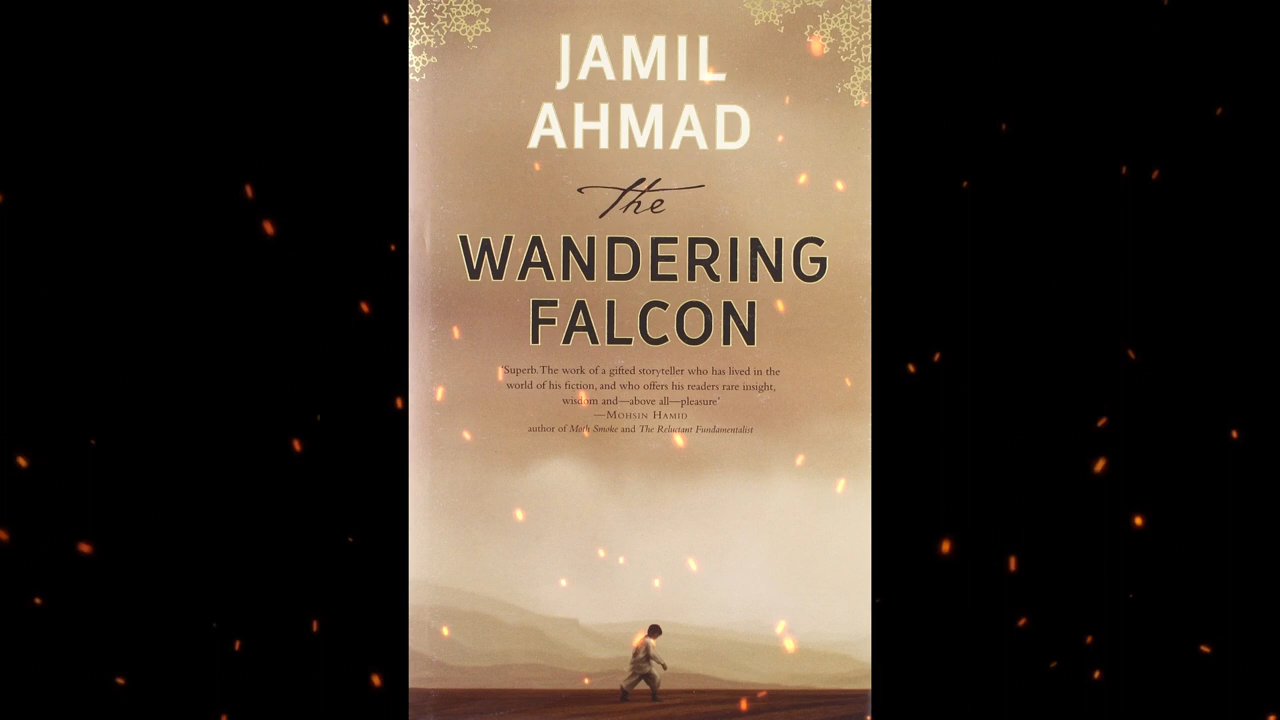 JAMIL
AHMAD
The
WANDERING
FALCON
'Superb. The work of a gifted storyteller who has lived in the
world of his fiction, and who offers his readers rare insight,
wisdom and—above all—pleasure'
—MOHSIN HAMID
author of Moth Smoke and The Reluctant Fundamentalist